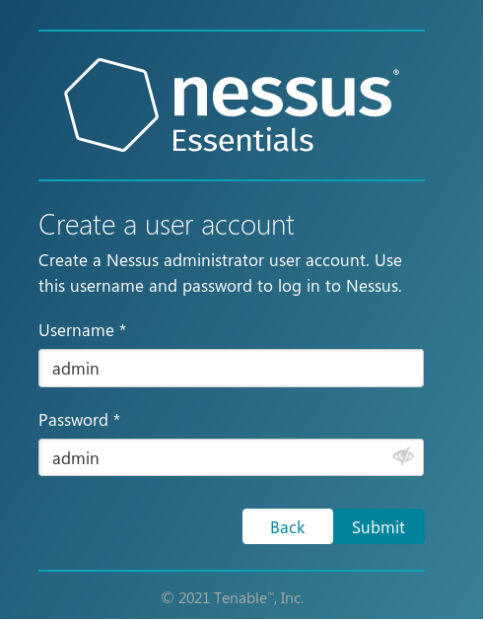 nessus®
Essentials
Create a user account
Create a Nessus administrator user account. Use
this username and password to log in to Nessus.
Username *
admin
Password *
admin
Back Submit
© 2021 Tenable™, Inc.